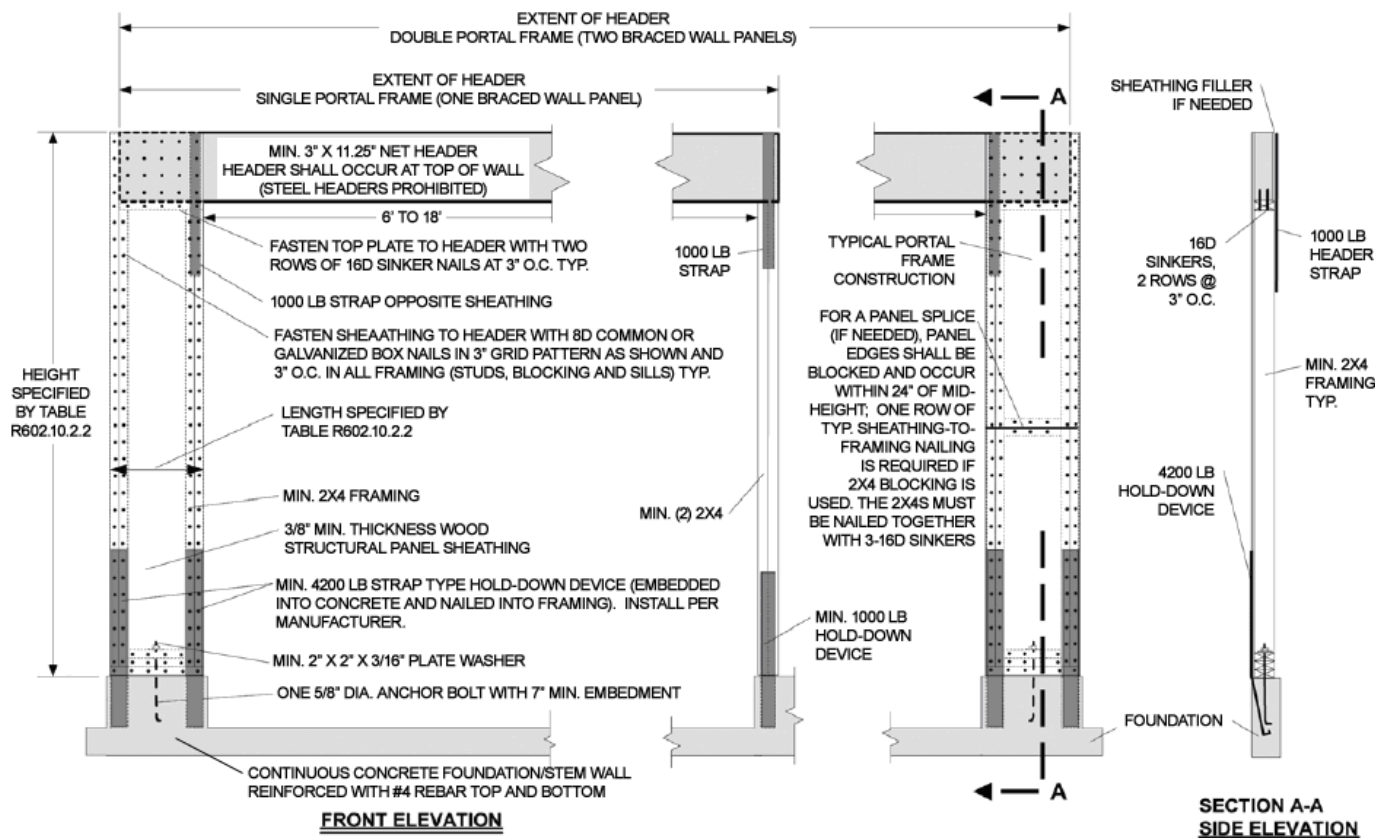 EXTENT OF HEADER
DOUBLE PORTAL FRAME (TWO BRACED WALL PANELS)
EXTENT OF HEADER
SINGLE PORTAL FRAME (ONE BRACED WALL PANEL)
A
SHEATHING FILLER
IF NEEDED
MIN. 3" X 11.25" NET HEADER
HEADER SHALL OCCUR AT TOP OF WALL
(STEEL HEADERS PROHIBITED)
6' TO 18'
FASTEN TOP PLATE TO HEADER WITH TWO
ROWS OF 16D SINKER NAILS AT 3" O.C. TYP.
1000 LB STRAP OPPOSITE SHEATHING
FASTEN SHEAATHING TO HEADER WITH 8D COMMON OR
GALVANIZED BOX NAILS IN 3" GRID PATTERN AS SHOWN AND
3" O.C. IN ALL FRAMING (STUDS, BLOCKING AND SILLS) TYP.
HEIGHT
SPECIFIED
BY TABLE
R602.10.2.2
LENGTH SPECIFIED BY
TABLE R602.10.2.2
MIN. 2X4 FRAMING
3/8" MIN. THICKNESS WOOD
STRUCTURAL PANEL SHEATHING
MIN. 4200 LB STRAP TYPE HOLD-DOWN DEVICE (EMBEDDED
INTO CONCRETE AND NAILED INTO FRAMING). INSTALL PER
MANUFACTURER.
MIN. 2" X 2" X 3/16" PLATE WASHER
ONE 5/8" DIA. ANCHOR BOLT WITH 7" MIN. EMBEDMENT
CONTINUOUS CONCRETE FOUNDATION/STEM WALL
REINFORCED WITH #4 REBAR TOP AND BOTTOM
FRONT ELEVATION
1000 LB
STRAP
MIN. (2) 2X4
MIN. 1000 LB
HOLD-DOWN
DEVICE
TYPICAL PORTAL
FRAME
CONSTRUCTION
FOR A PANEL SPLICE
(IF NEEDED), PANEL
EDGES SHALL BE
BLOCKED AND OCCUR
WITHIN 24" OF MID-
HEIGHT; ONE ROW OF
TYP. SHEATHING-TO-
FRAMING NAILING
IS REQUIRED IF
2X4 BLOCKING IS
USED. THE 2X4S MUST
BE NAILED TOGETHER
WITH 3-16D SINKERS
16D
SINKERS,
2 ROWS @
3" O.C.
1000 LB
HEADER
STRAP
MIN. 2X4
FRAMING
TYP.
4200 LB
HOLD-DOWN
DEVICE
FOUNDATION
A
SECTION A-A
SIDE ELEVATION